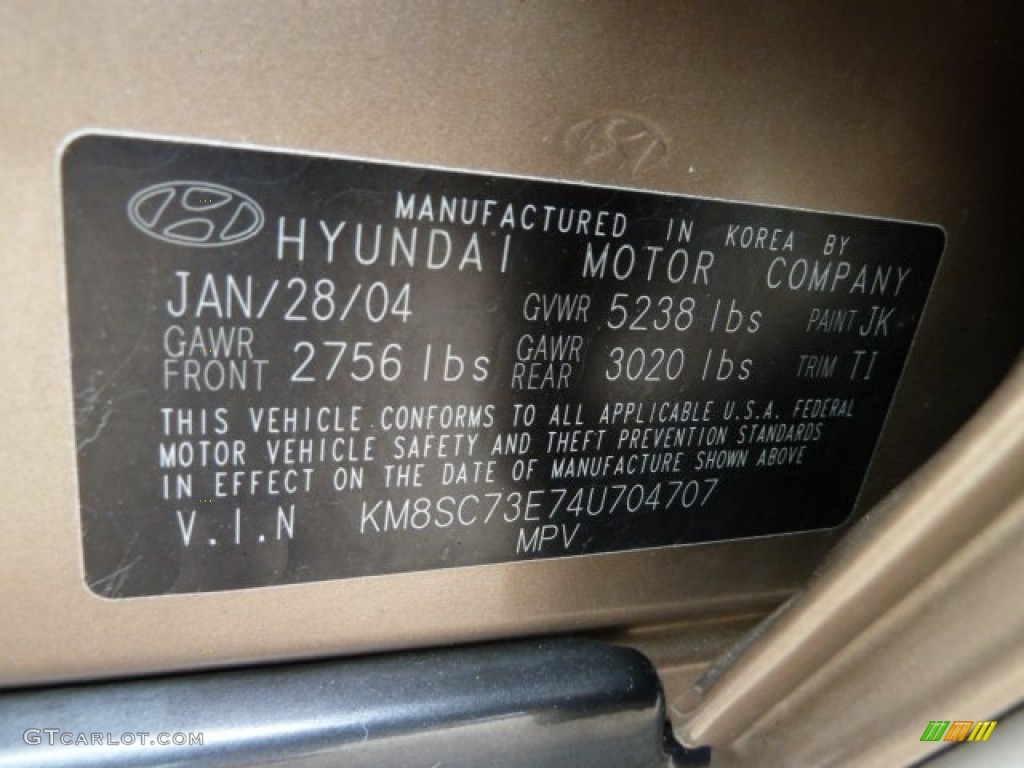 MANUFACTURED IN KOREA BY
HYUNDAI MOTOR COMPANY
JAN/28/04 GVWR 5238 lbs PAINT JK
GAWR FRONT 2756 lbs GAWR REAR 3020 lbs TRIM TI
THIS VEHICLE CONFORMS TO ALL APPLICABLE U.S.A. FEDERAL
MOTOR VEHICLE SAFETY AND THEFT PREVENTION STANDARDS
IN EFFECT ON THE DATE OF MANUFACTURE SHOWN ABOVE
V.I.N KM8SC73E74U704707
MPV
GTCARLOT.COM